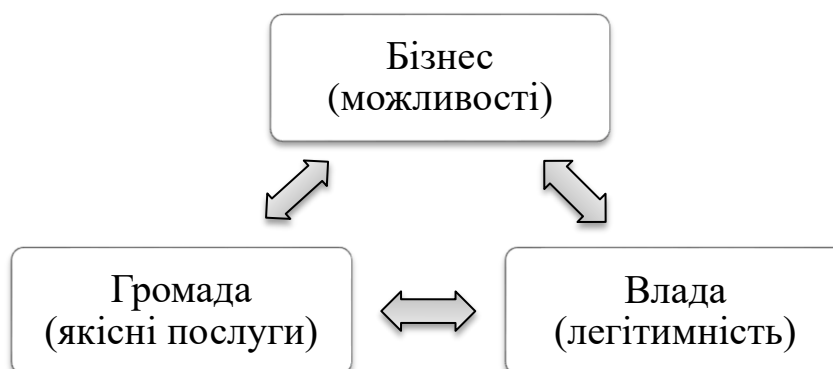 Бізнес
(можливості)
Громада
(якісні послуги)
Влада
(легітимність)